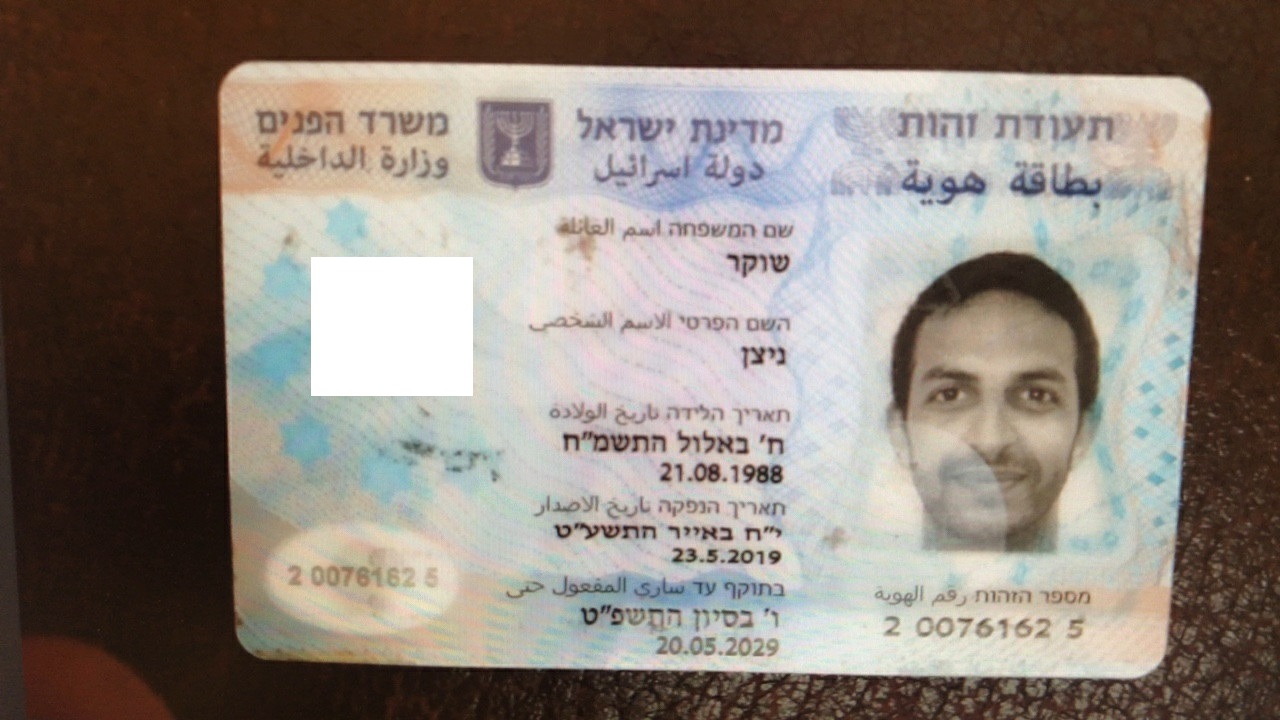 תעודת זהות
بطاقة هوية
מדינת ישראל
دولة اسرائيل
משרד הפנים
وزارة الداخلية
שם המשפחה اسم العائلة
שוקר
השם הפרטי الاسم الشخصى
ניצן
תאריך הלידה تاريخ الولادة
ח' באלול התשמ"ח
21.08.1988
תאריך הנפקה تاريخ الاصدار
י"ח באייר התשע"ט
23.5.2019
בתוקף עד ساري المفعول حتى
ו' בסיון התשפ"ט
20.05.2029
מספר הזהות رقم الهوية
2 0076162 5
2 0076162 5